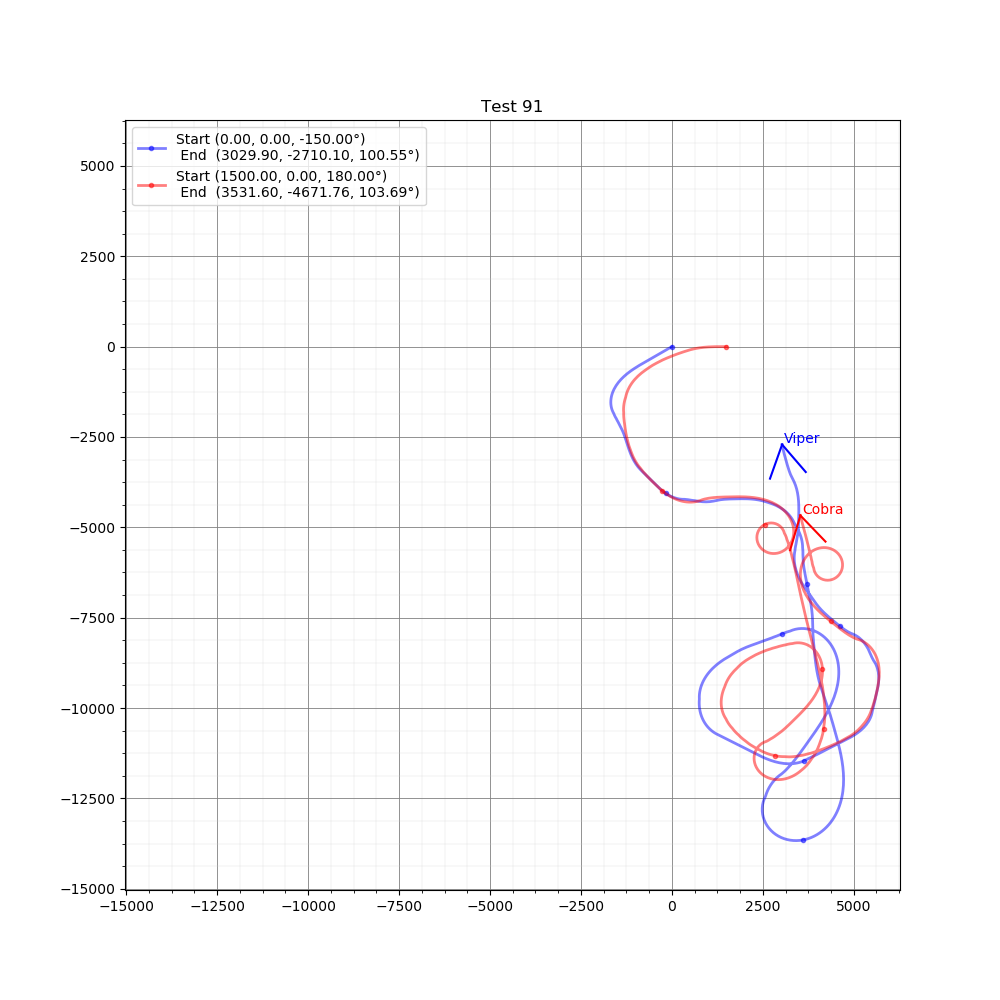 Test 91
Start (0.00, 0.00, -150.00°)
End (3029.90, -2710.10, 100.55°)
Start (1500.00, 0.00, 180.00°)
End (3531.60, -4671.76, 103.69°)
5000
2500
0
−2500
−5000
−7500
−10000
−12500
−15000
Viper
Cobra
−15000 −12500 −10000 −7500 −5000 −2500 0 2500 5000